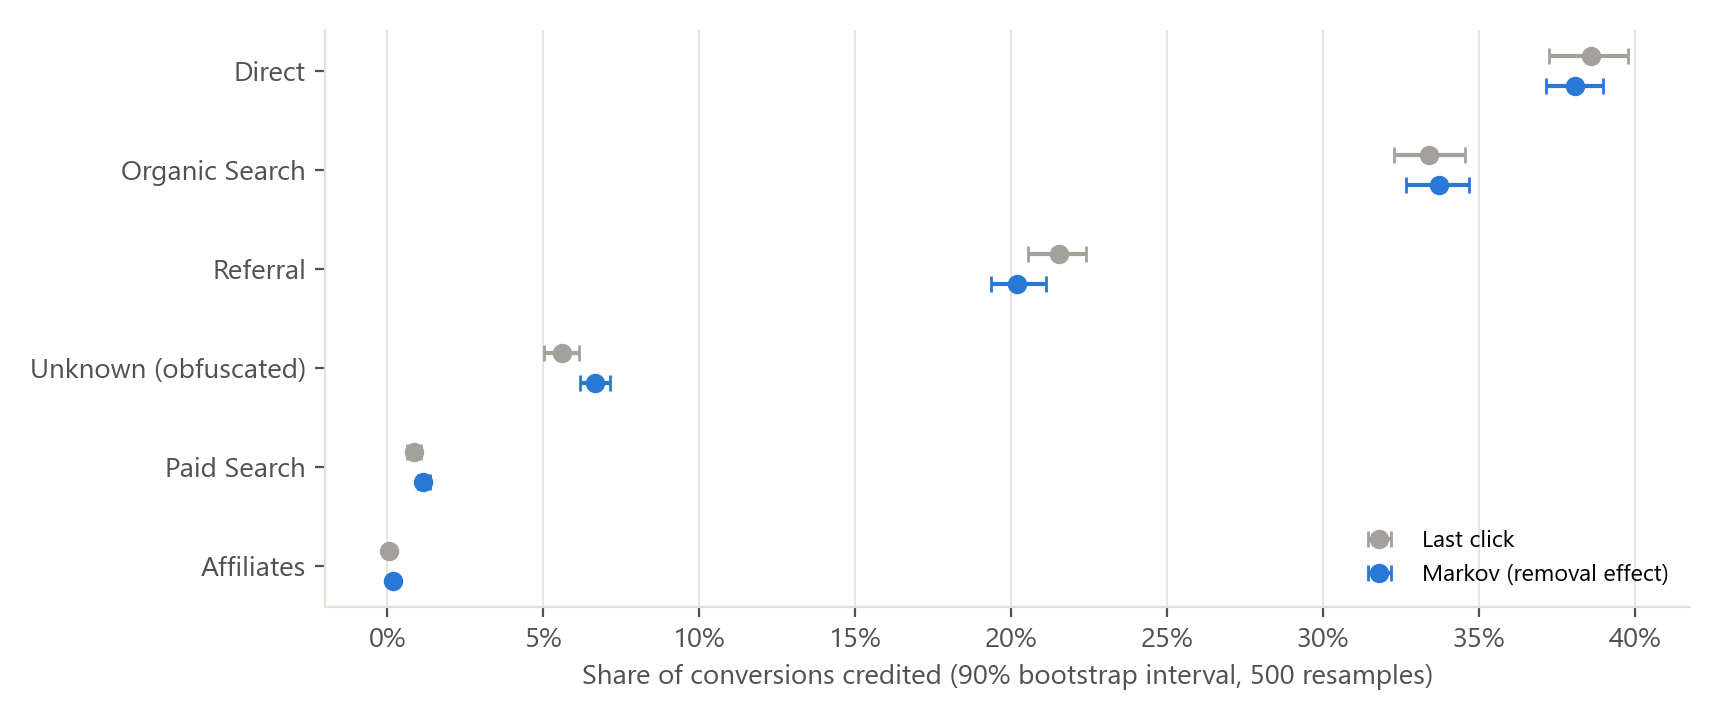 Direct
Organic Search
Referral
Unknown (obfuscated)
Paid Search
Affiliates
Last click
Markov (removal effect)
0% 5% 10% 15% 20% 25% 30% 35% 40%
Share of conversions credited (90% bootstrap interval, 500 resamples)